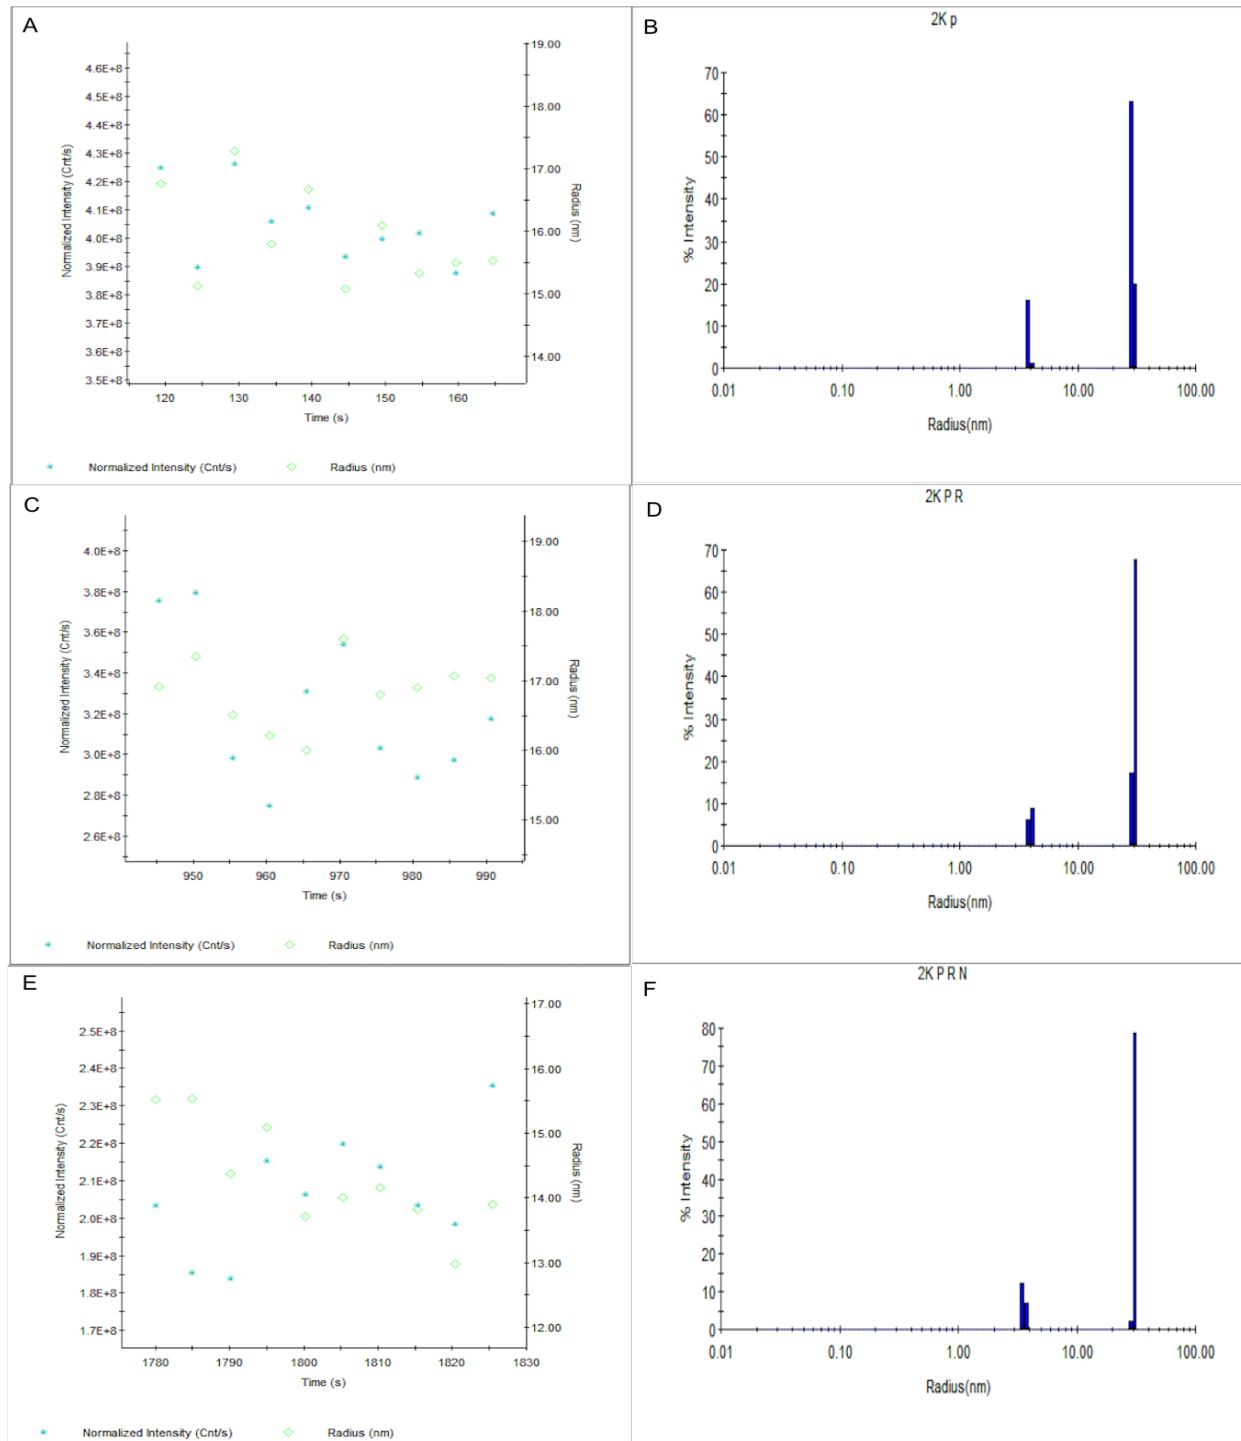 A
4.6E+8
4.5E+8
4.4E+8
4.3E+8
4.2E+8
4.1E+8
4.0E+8
3.9E+8
3.8E+8
3.7E+8
3.6E+8
3.5E+8
Normalized Intensity (Cnt/s)
19.00
18.00
17.00
16.00
15.00
14.00
Radius (nm)
120 130 140 150 160
Time (s)
Normalized Intensity (Cnt/s) Radius (nm)
B
2K p
70
60
50
40
30
20
10
0
% Intensity
0.01 0.10 1.00 10.00 100.00
Radius(nm)
C
4.0E+8
3.8E+8
3.6E+8
3.4E+8
3.2E+8
3.0E+8
2.8E+8
2.6E+8
Normalized Intensity (Cnt/s)
19.00
18.00
17.00
16.00
15.00
Radius (nm)
950 960 970 980 990
Time (s)
Normalized Intensity (Cnt/s) Radius (nm)
D
2K P R
70
60
50
40
30
20
10
0
% Intensity
0.01 0.10 1.00 10.00 100.00
Radius(nm)
E
2.5E+8
2.4E+8
2.3E+8
2.2E+8
2.1E+8
2.0E+8
1.9E+8
1.8E+8
1.7E+8
Normalized Intensity (Cnt/s)
17.00
16.00
15.00
14.00
13.00
12.00
Radius (nm)
1780 1790 1800 1810 1820 1830
Time (s)
Normalized Intensity (Cnt/s) Radius (nm)
F
2K P R N
80
70
60
50
40
30
20
10
0
% Intensity
0.01 0.10 1.00 10.00 100.00
Radius(nm)